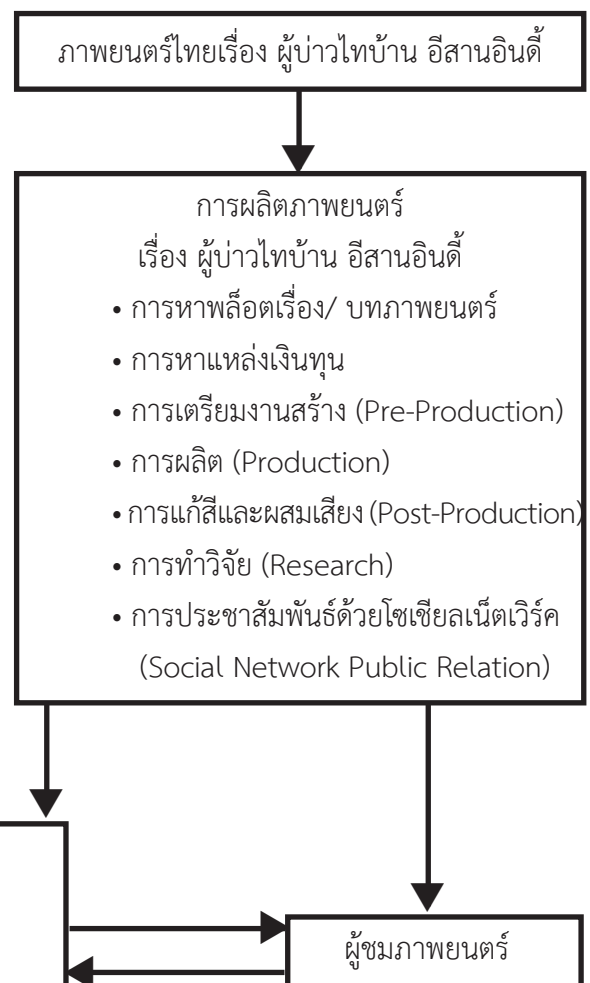 ภาพยนตร์ไทยเรื่อง ผู้บ่าวไทบ้าน อีสานอินดี้
การผลิตภาพยนตร์
เรื่อง ผู้บ่าวไทบ้าน อีสานอินดี้
• การหาพล็อตเรื่อง/ บทภาพยนตร์
• การหาแหล่งเงินทุน
• การเตรียมงานสร้าง (Pre-Production)
• การผลิต (Production)
• การแก้สีและผสมเสียง (Post-Production)
• การทำวิจัย (Research)
• การประชาสัมพันธ์ด้วยโซเชียลเน็ตเวิร์ค
(Social Network Public Relation)
ผู้ชมภาพยนตร์